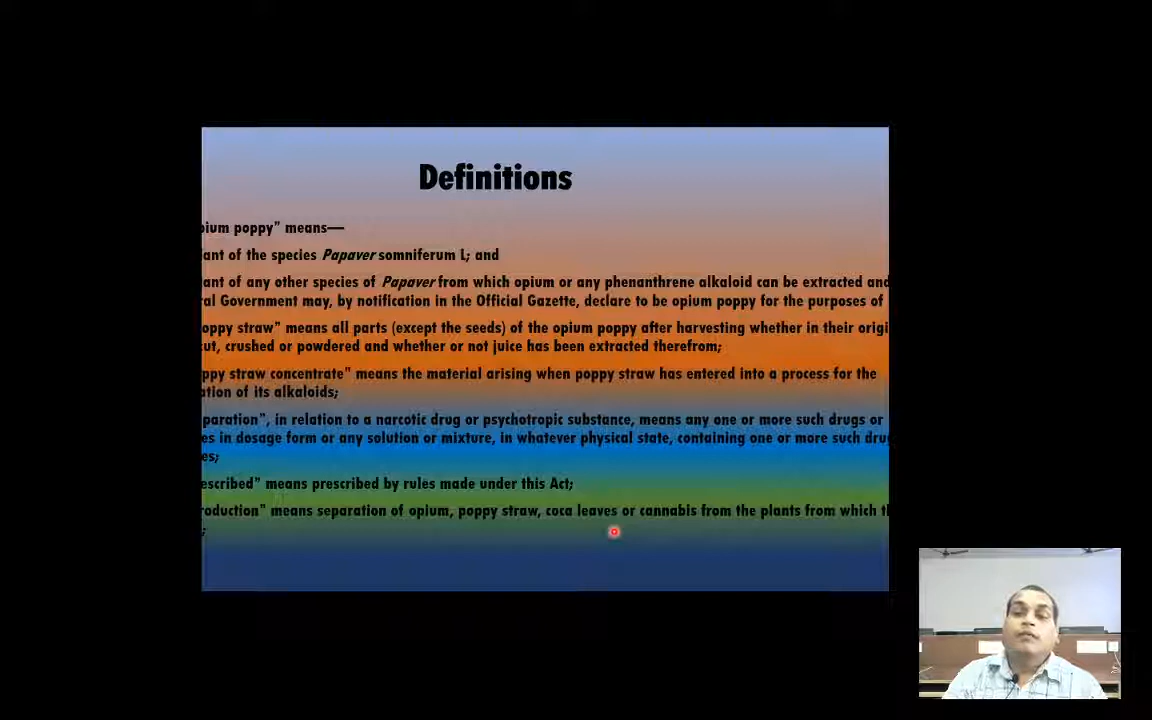 Definitions
pium poppy" means—
lant of the species Papaver somniferum L; and
lant of any other species of Papaver from which opium or any phenanthrene alkaloid can be extracted and
ral Government may, by notification in the Official Gazette, declare to be opium poppy for the purposes of
oppy straw" means all parts (except the seeds) of the opium poppy after harvesting whether in their origi
cut, crushed or powdered and whether or not juice has been extracted therefrom;
ppy straw concentrate" means the material arising when poppy straw has entered into a process for the
ation of its alkaloids;
paration", in relation to a narcotic drug or psychotropic substance, means any one or more such drugs or
es in dosage form or any solution or mixture, in whatever physical state, containing one or more such dru
es;
escribed" means prescribed by rules made under this Act;
roduction" means separation of opium, poppy straw, coca leaves or cannabis from the plants from which th
;